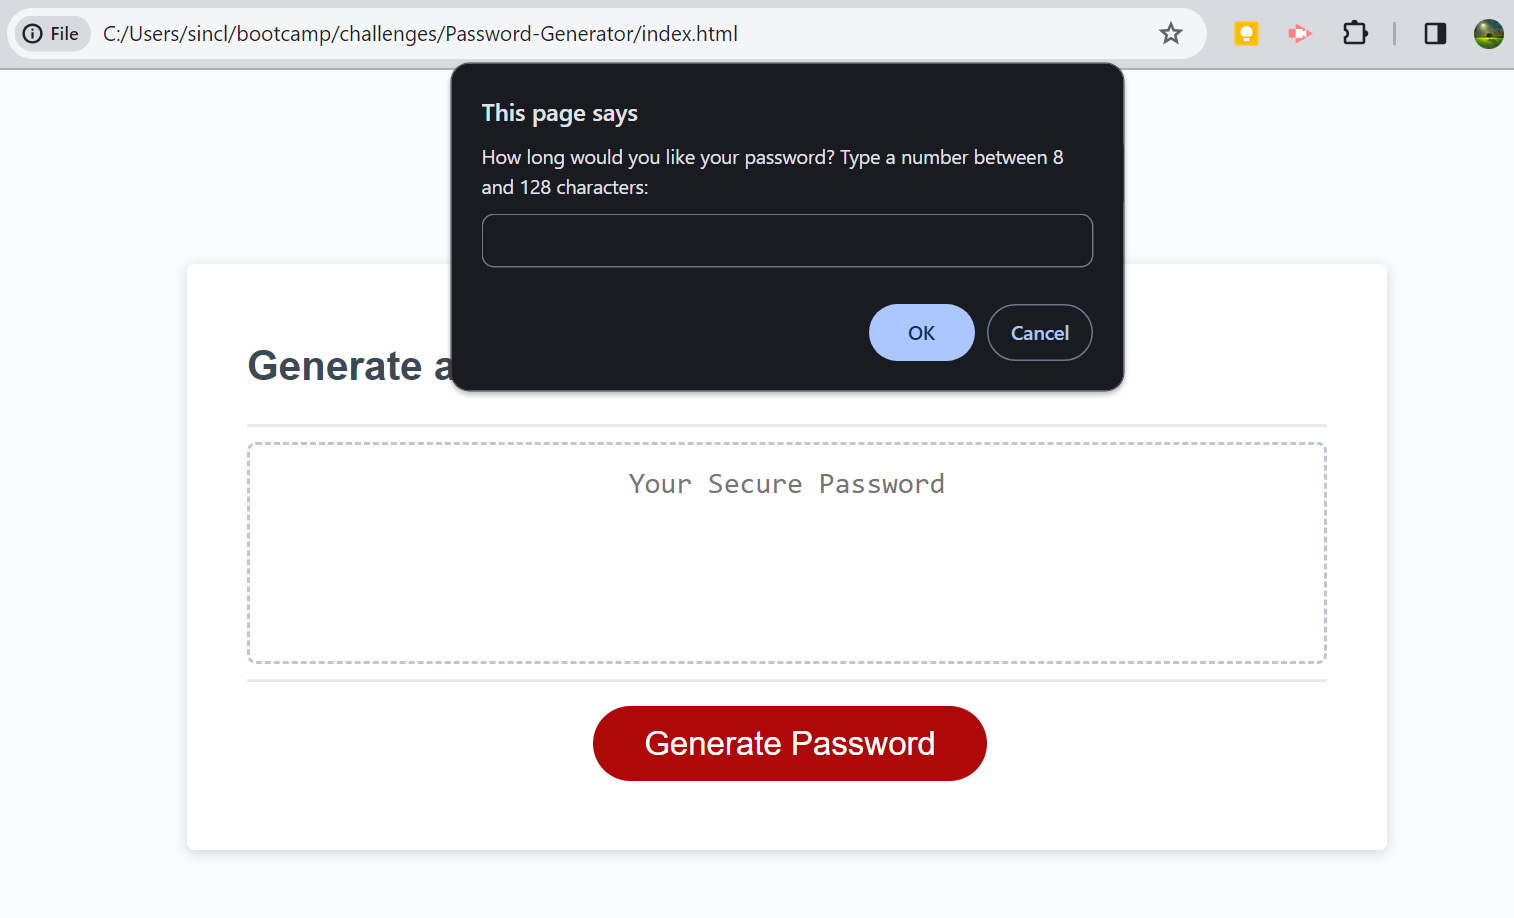 File C:/Users/sincl/bootcamp/challenges/Password-Generator/index.html
This page says
How long would you like your password? Type a number between 8
and 128 characters:
OK Cancel
Generate a
Your Secure Password
Generate Password